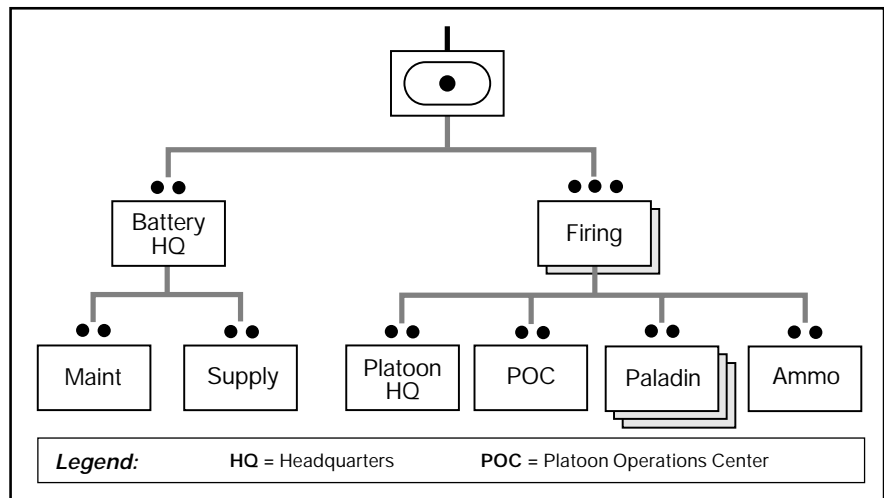 Battery
HQ
Firing
Maint
Supply
Platoon
HQ
POC
Paladin
Ammo
Legend: HQ = Headquarters POC = Platoon Operations Center